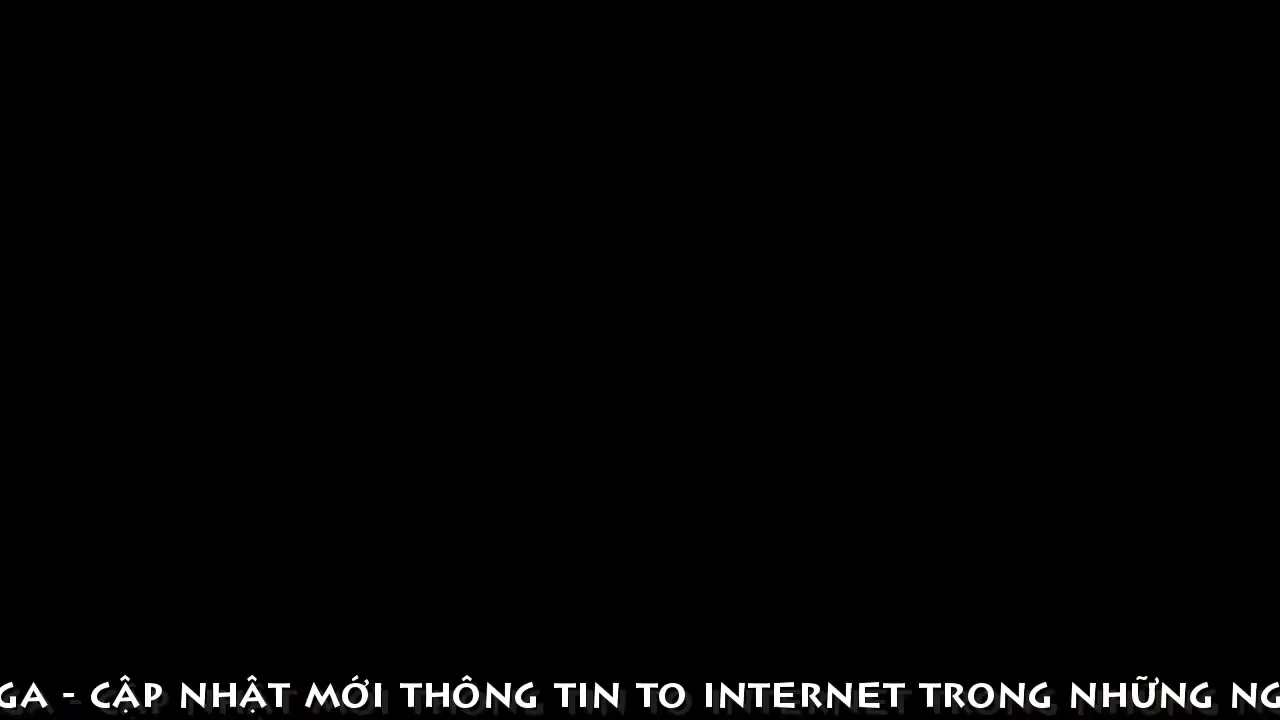 GA - CẬP NHẬT MỚI THÔNG TIN TO INTERNET TRONG NHỮNG NG